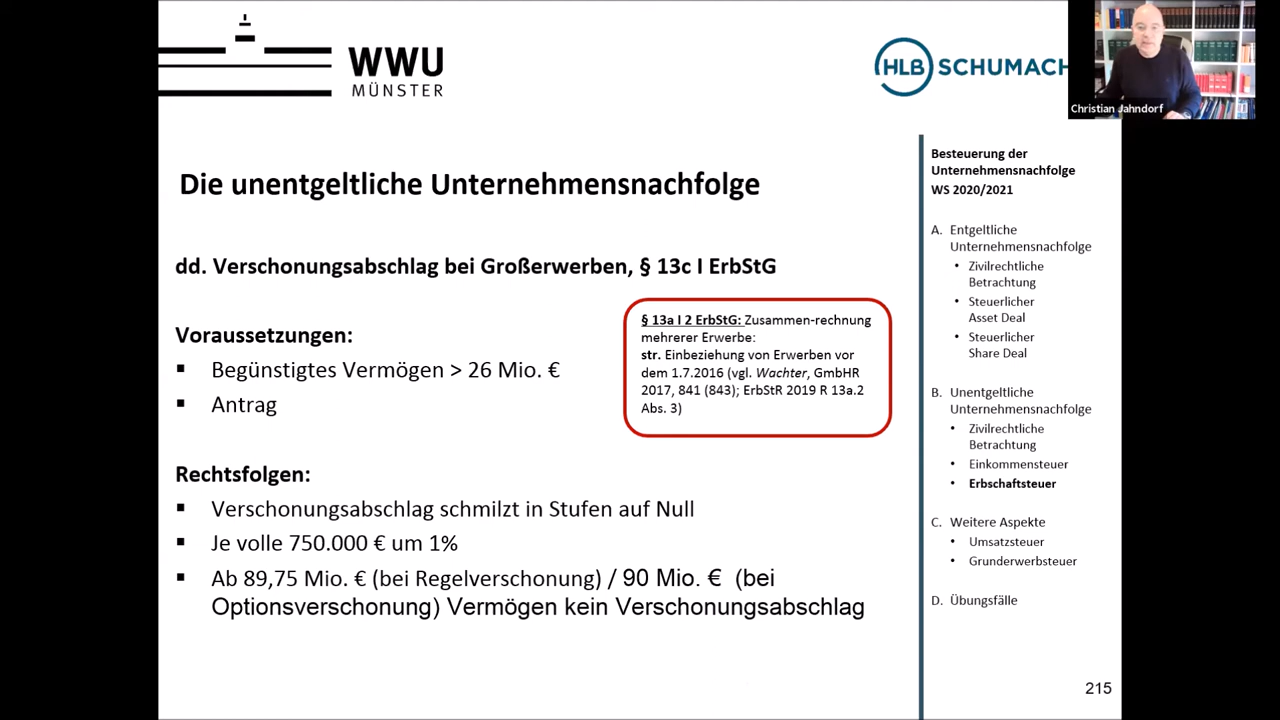 WWU
MÜNSTER
HLB SCHUMACH
Christian Jahndorf
Die unentgeltliche Unternehmensnachfolge
dd. Verschonungsabschlag bei Großerwerben, § 13c I ErbStG
Voraussetzungen:
▪ Begünstigtes Vermögen > 26 Mio. €
▪ Antrag
§ 13a I 2 ErbStG: Zusammen-rechnung
mehrerer Erwerbe:
str. Einbeziehung von Erwerben vor
dem 1.7.2016 (vgl. Wachter, GmbHR
2017, 841 (843); ErbStR 2019 R 13a.2
Abs. 3)
Rechtsfolgen:
▪ Verschonungsabschlag schmilzt in Stufen auf Null
▪ Je volle 750.000 € um 1%
▪ Ab 89,75 Mio. € (bei Regelverschonung) / 90 Mio. € (bei
Optionsverschonung) Vermögen kein Verschonungsabschlag
Besteuerung der
Unternehmensnachfolge
WS 2020/2021
A. Entgeltliche
Unternehmensnachfolge
• Zivilrechtliche
Betrachtung
• Steuerlicher
Asset Deal
• Steuerlicher
Share Deal
B. Unentgeltliche
Unternehmensnachfolge
• Zivilrechtliche
Betrachtung
• Einkommensteuer
• Erbschaftsteuer
C. Weitere Aspekte
• Umsatzsteuer
• Grunderwerbsteuer
D. Übungsfälle
215